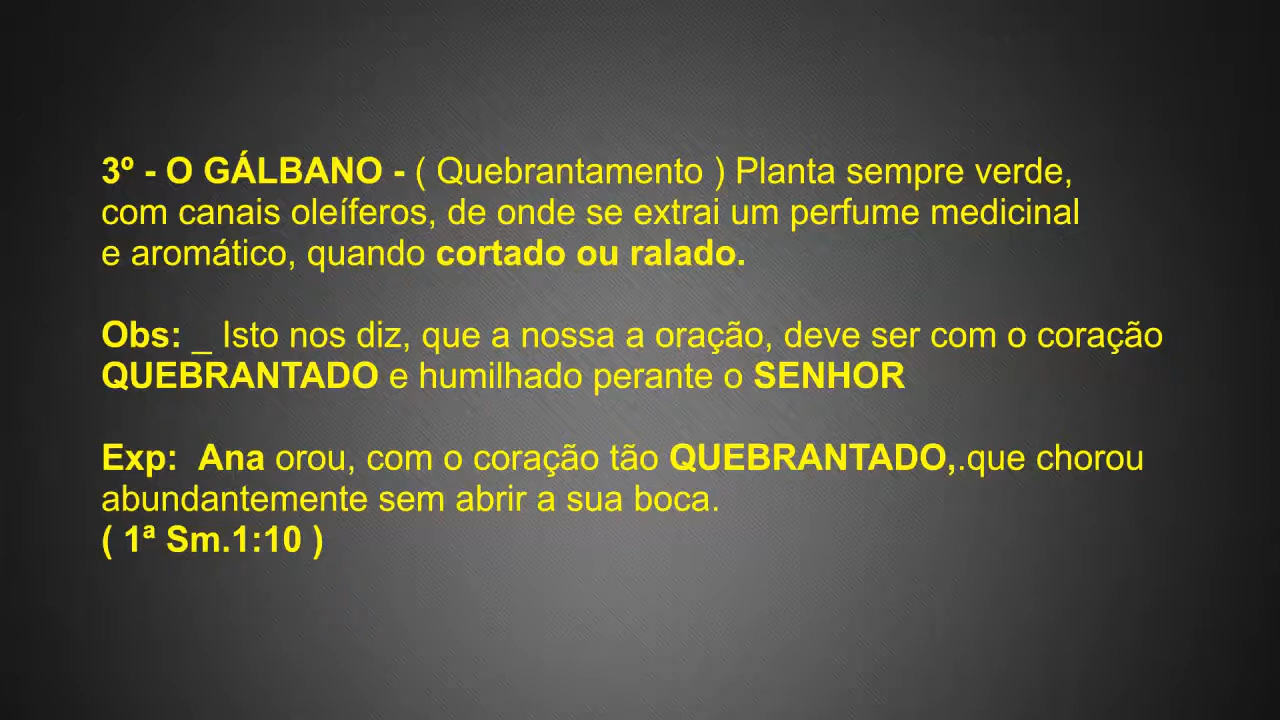 3º - O GÁLBANO - ( Quebrantamento ) Planta sempre verde,
com canais oleíferos, de onde se extrai um perfume medicinal
e aromático, quando cortado ou ralado.
Obs: _ Isto nos diz, que a nossa a oração, deve ser com o coração
QUEBRANTADO e humilhado perante o SENHOR
Exp:  Ana orou, com o coração tão QUEBRANTADO,.que chorou
abundantemente sem abrir a sua boca.
( 1ª Sm.1:10 )